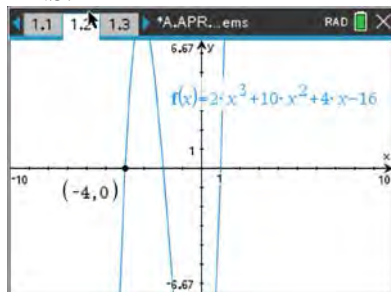 1.1 1.2 1.3 *A.APR...ems RAD
6.67 y
f(x)=2·x³+10·x²+4·x-16
1
x
-10 1 10
(-4,0)
-6.67